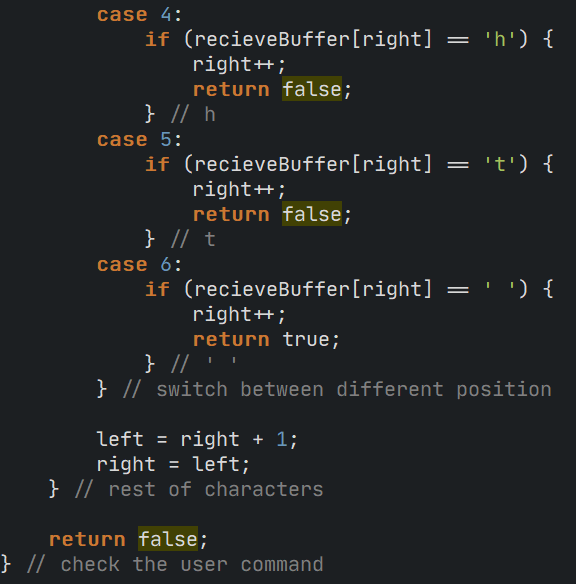 case 4:
if (recieveBuffer[right] == 'h') {
right++;
return false;
} // h
case 5:
if (recieveBuffer[right] == 't') {
right++;
return false;
} // t
case 6:
if (recieveBuffer[right] == ' ') {
right++;
return true;
} // ' '
} // switch between different position
left = right + 1;
right = left;
} // rest of characters
return false;
} // check the user command